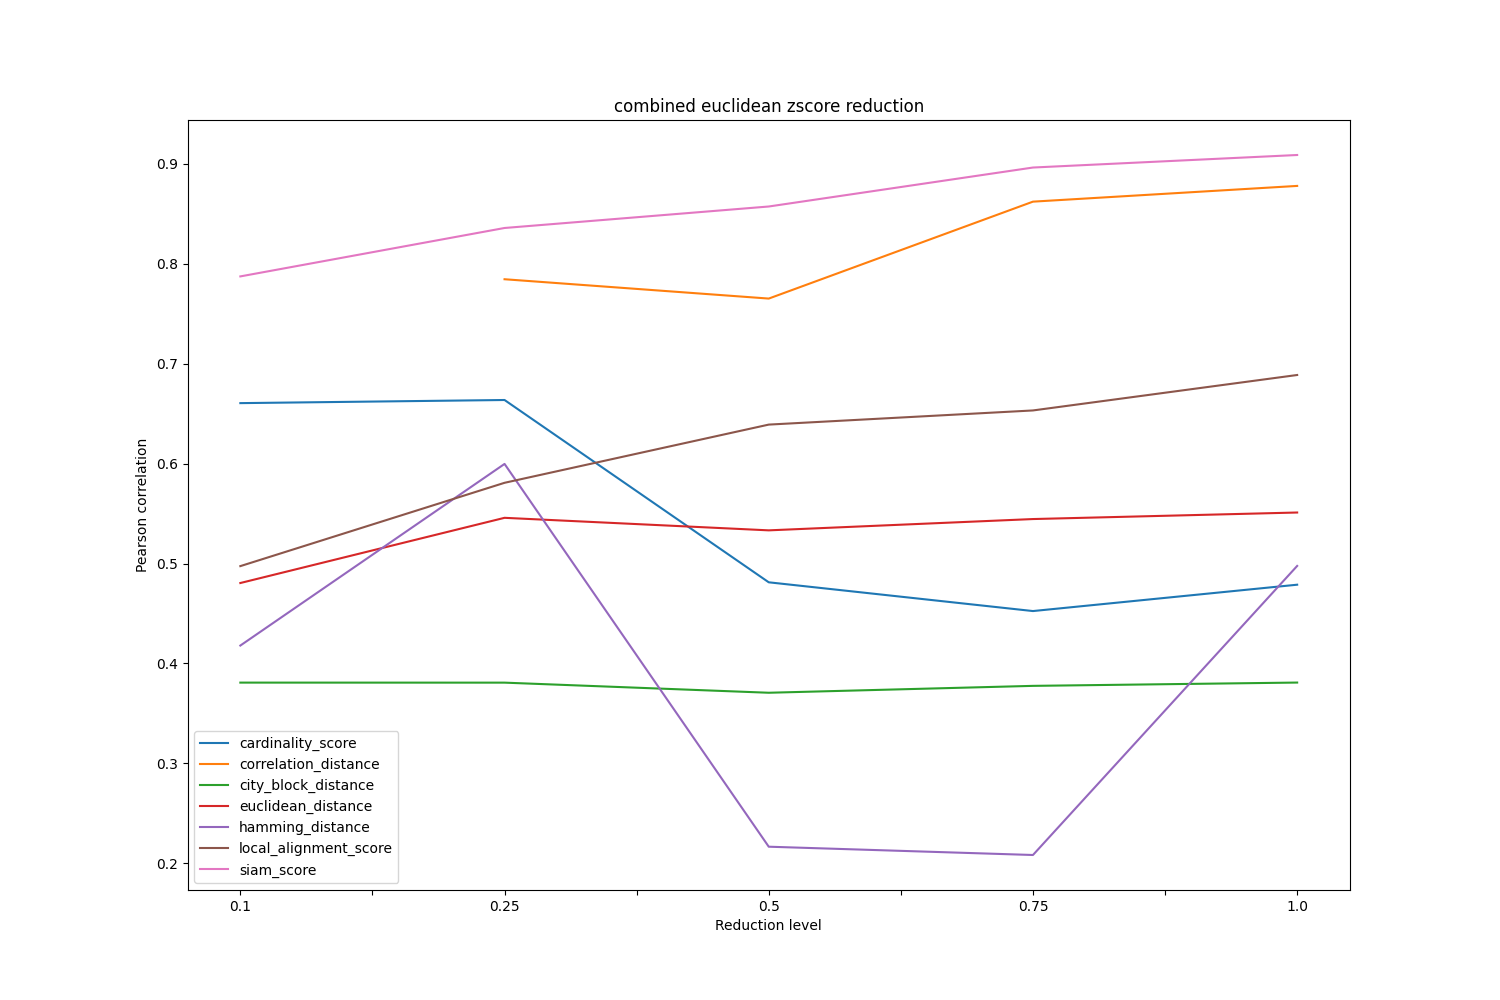 combined euclidean zscore reduction
0.9
0.8
0.7
0.6
0.5
0.4
0.3
0.2
Pearson correlation
cardinality_score
correlation_distance
city_block_distance
euclidean_distance
hamming_distance
local_alignment_score
siam_score
0.1 0.25 0.5 0.75 1.0
Reduction level